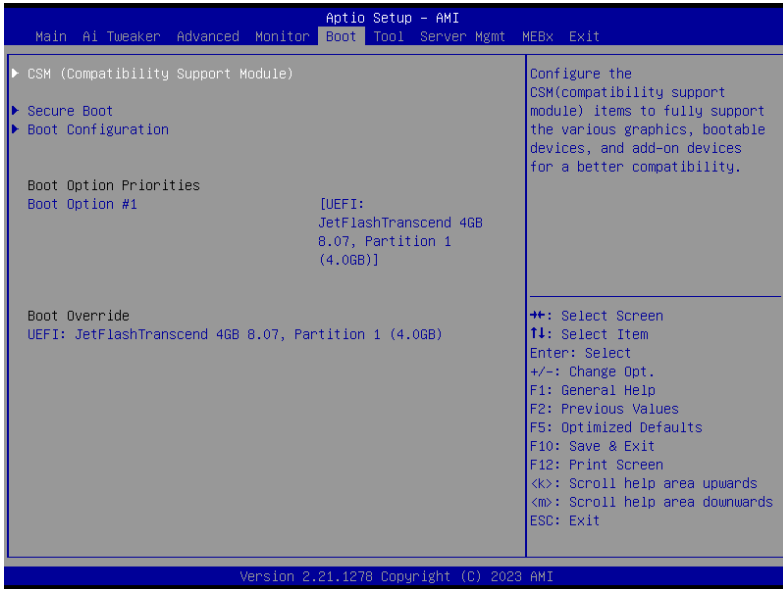 Aptio Setup – AMI
Main Ai Tweaker Advanced Monitor Boot Tool Server Mgmt MEBx Exit
CSM (Compatibility Support Module)
Secure Boot
Boot Configuration
Boot Option Priorities
Boot Option #1 [UEFI:
JetFlashTranscend 4GB
8.07, Partition 1
(4.0GB)]
Boot Override
UEFI: JetFlashTranscend 4GB 8.07, Partition 1 (4.0GB)
Configure the
CSM(compatibility support
module) items to fully support
the various graphics, bootable
devices, and add-on devices
for a better compatibility.
→←: Select Screen
↑↓: Select Item
Enter: Select
+/-: Change Opt.
F1: General Help
F2: Previous Values
F5: Optimized Defaults
F10: Save & Exit
F12: Print Screen
<k>: Scroll help area upwards
<m>: Scroll help area downwards
ESC: Exit
Version 2.21.1278 Copyright (C) 2023 AMI